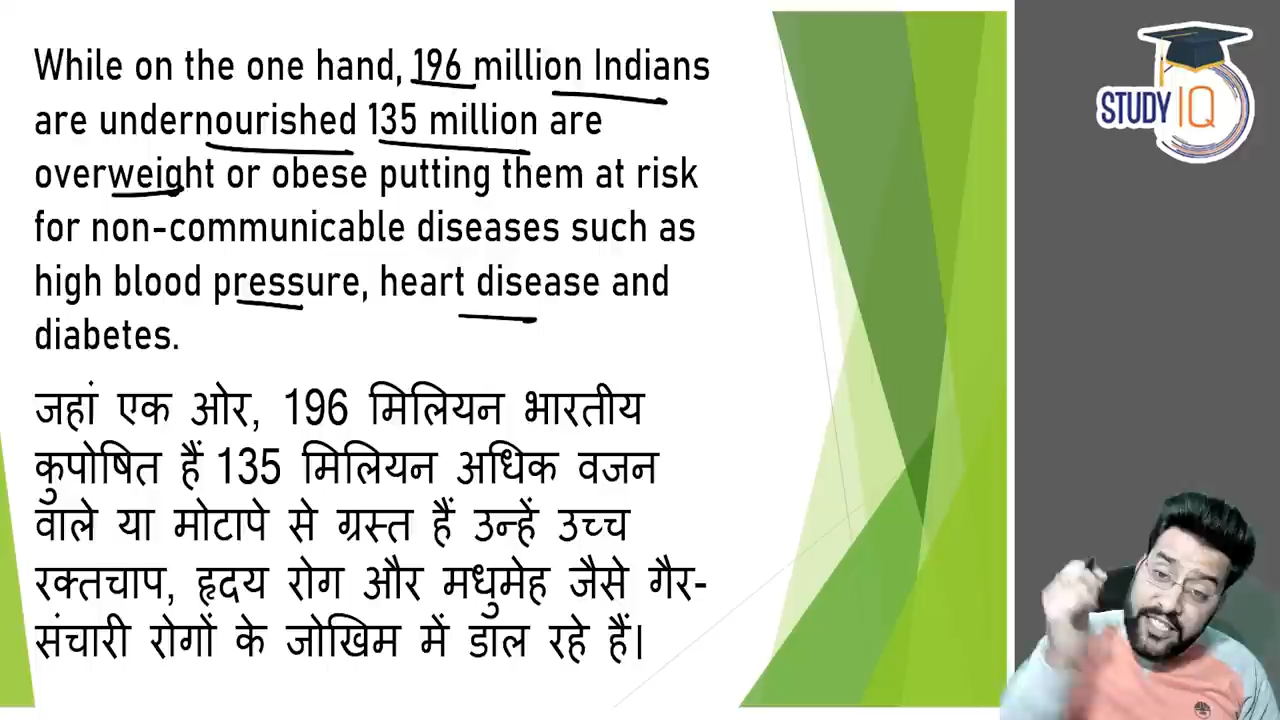 While on the one hand, 196 million Indians
are undernourished 135 million are
overweight or obese putting them at risk
for non-communicable diseases such as
high blood pressure, heart disease and
diabetes.
जहां एक ओर, 196 मिलियन भारतीय
कुपोषित हैं 135 मिलियन अधिक वजन
वाले या मोटापे से ग्रस्त हैं उन्हें उच्च
रक्तचाप, हृदय रोग और मधुमेह जैसे गैर-
संचारी रोगों के जोखिम में डाल रहे हैं।
STUDY IQ